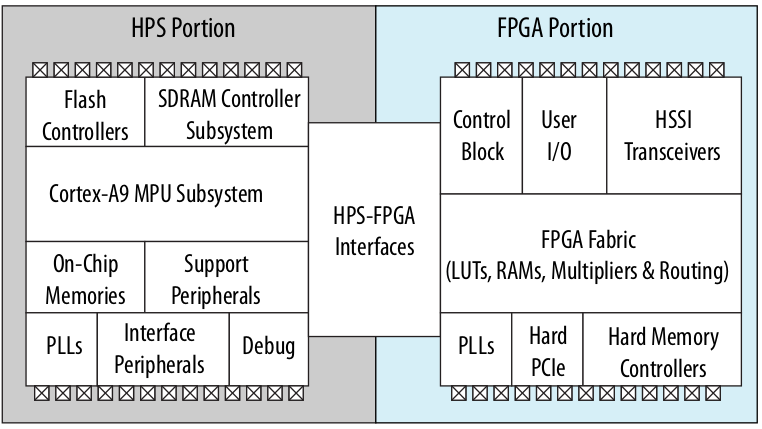 HPS Portion
FPGA Portion
Flash
Controllers
SDRAM Controller
Subsystem
Cortex-A9 MPU Subsystem
On-Chip
Memories
Support
Peripherals
PLLs
Interface
Peripherals
Debug
HPS-FPGA
Interfaces
Control
Block
User
I/O
HSSI
Transceivers
FPGA Fabric
(LUTs, RAMs, Multipliers & Routing)
PLLs
Hard
PCIe
Hard Memory
Controllers